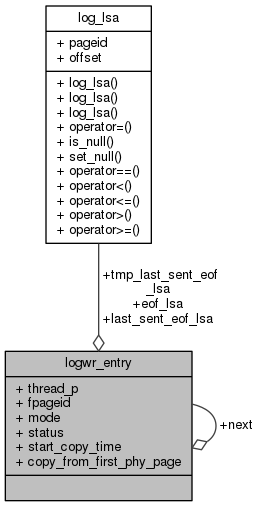 log_lsa
+ pageid
+ offset
+ log_lsa()
+ log_lsa()
+ log_lsa()
+ operator=()
+ is_null()
+ set_null()
+ operator==()
+ operator<()
+ operator<=()
+ operator>()
+ operator>=()
+tmp_last_sent_eof
_lsa
+eof_lsa
+last_sent_eof_lsa
logwr_entry
+ thread_p
+ fpageid
+ mode
+ status
+ start_copy_time
+ copy_from_first_phy_page
+next